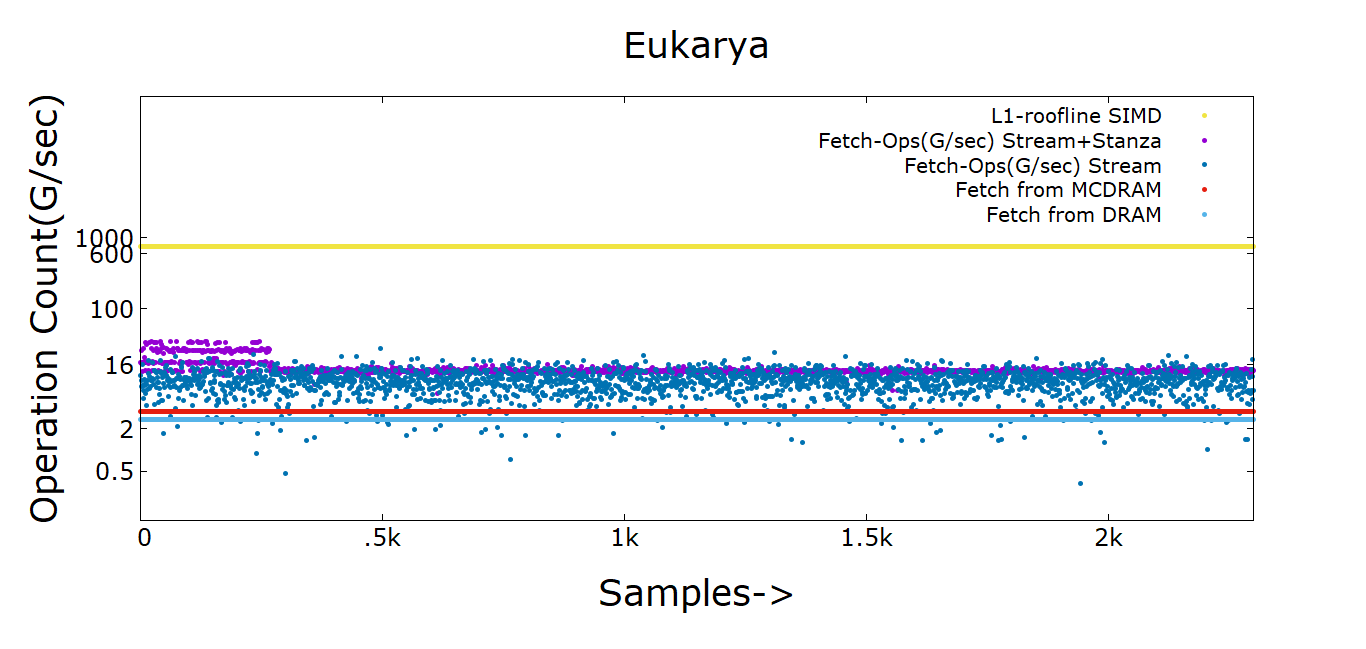 Eukarya
Operation Count(G/sec)
L1-roofline SIMD
Fetch-Ops(G/sec) Stream+Stanza
Fetch-Ops(G/sec) Stream
Fetch from MCDRAM
Fetch from DRAM
1000
600
100
16
2
0.5
0 .5k 1k 1.5k 2k
Samples->